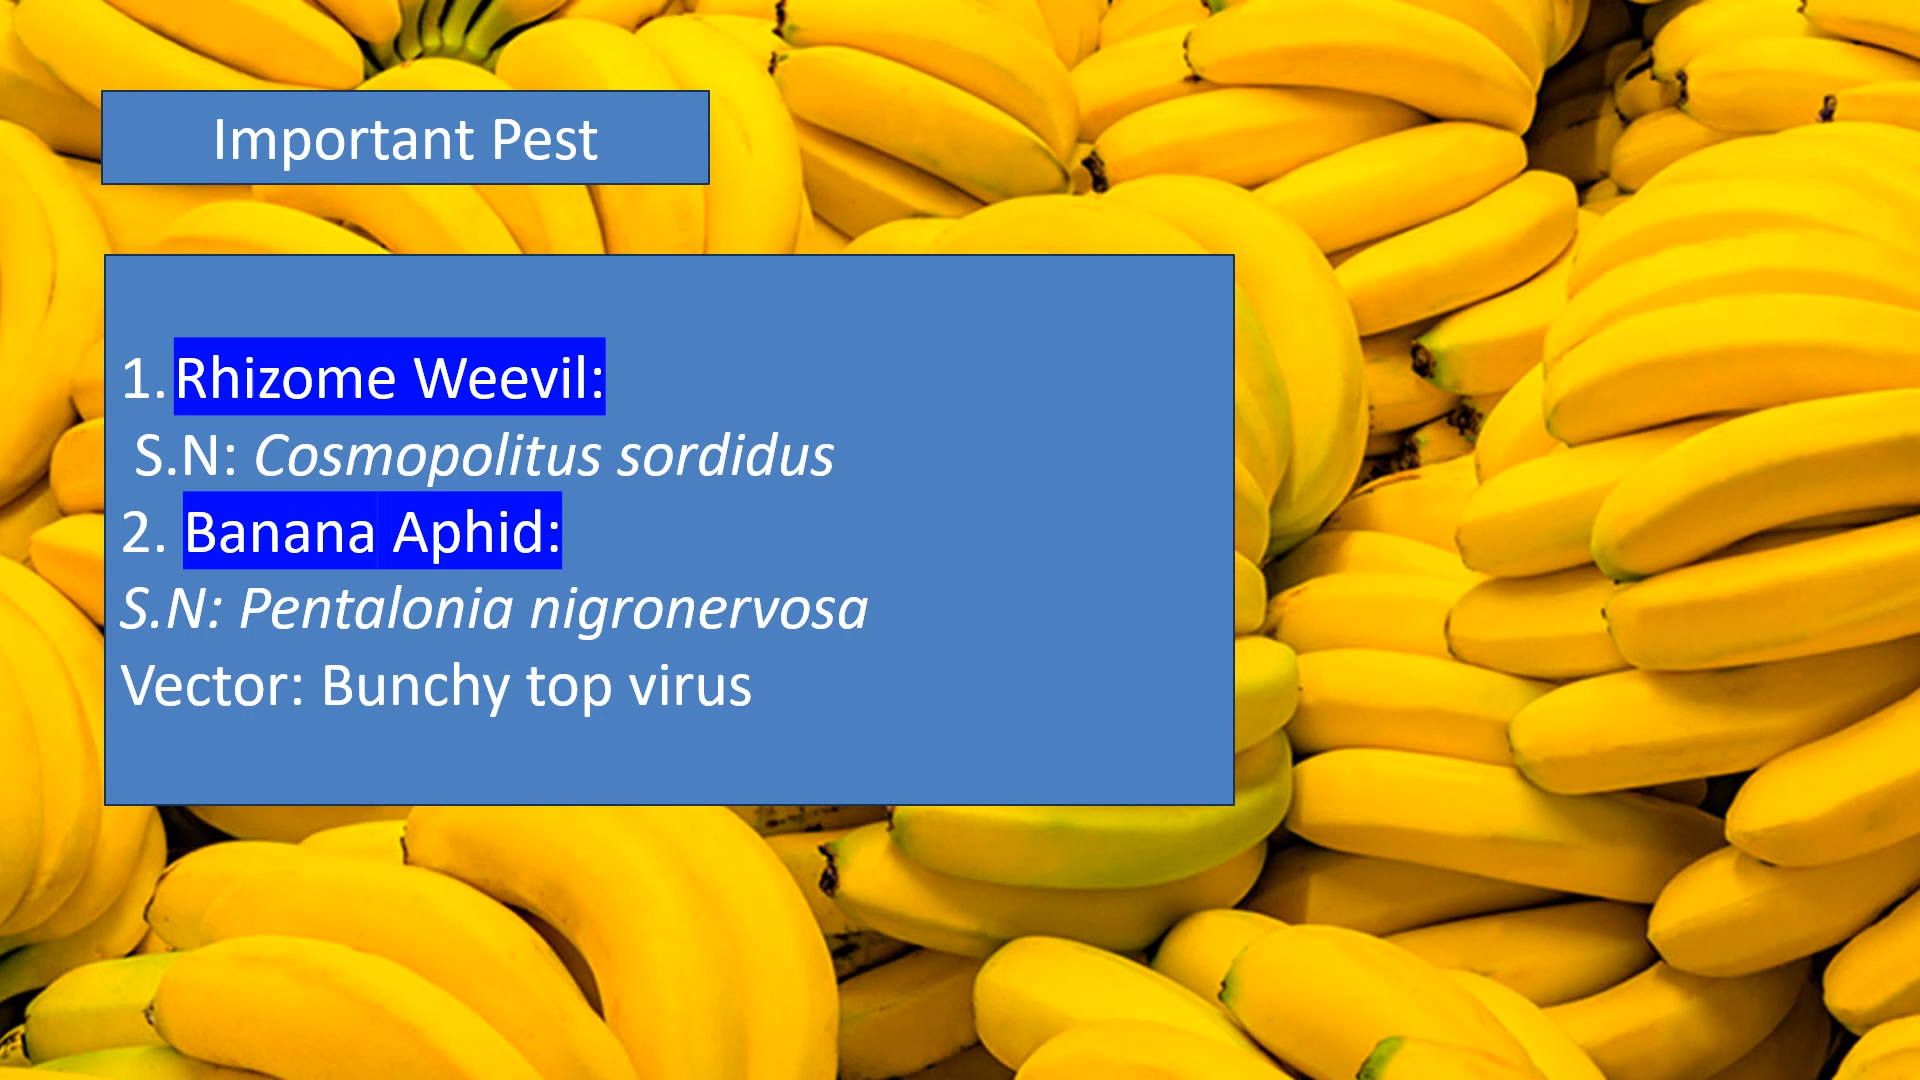 Important Pest
1. Rhizome Weevil:
S.N: Cosmopolitus sordidus
2. Banana Aphid:
S.N: Pentalonia nigronervosa
Vector: Bunchy top virus